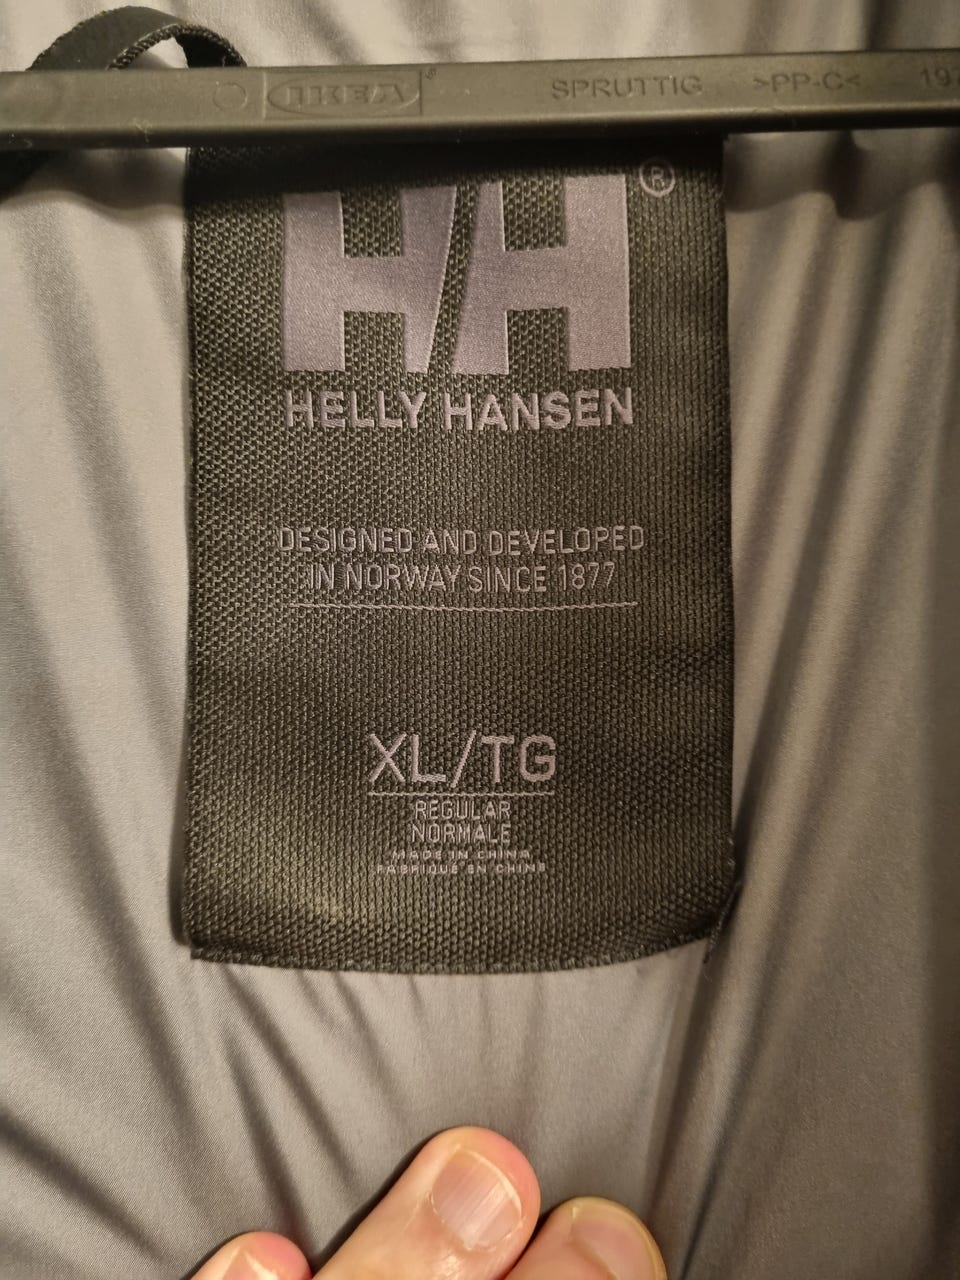 IKEA® SPRUTTIG >PP-C< 197
HH®
HELLY HANSEN
DESIGNED AND DEVELOPED
IN NORWAY SINCE 1877
XL/TG
REGULAR
NORMALE
MADE IN CHINA
FABRIQUÉ EN CHINE